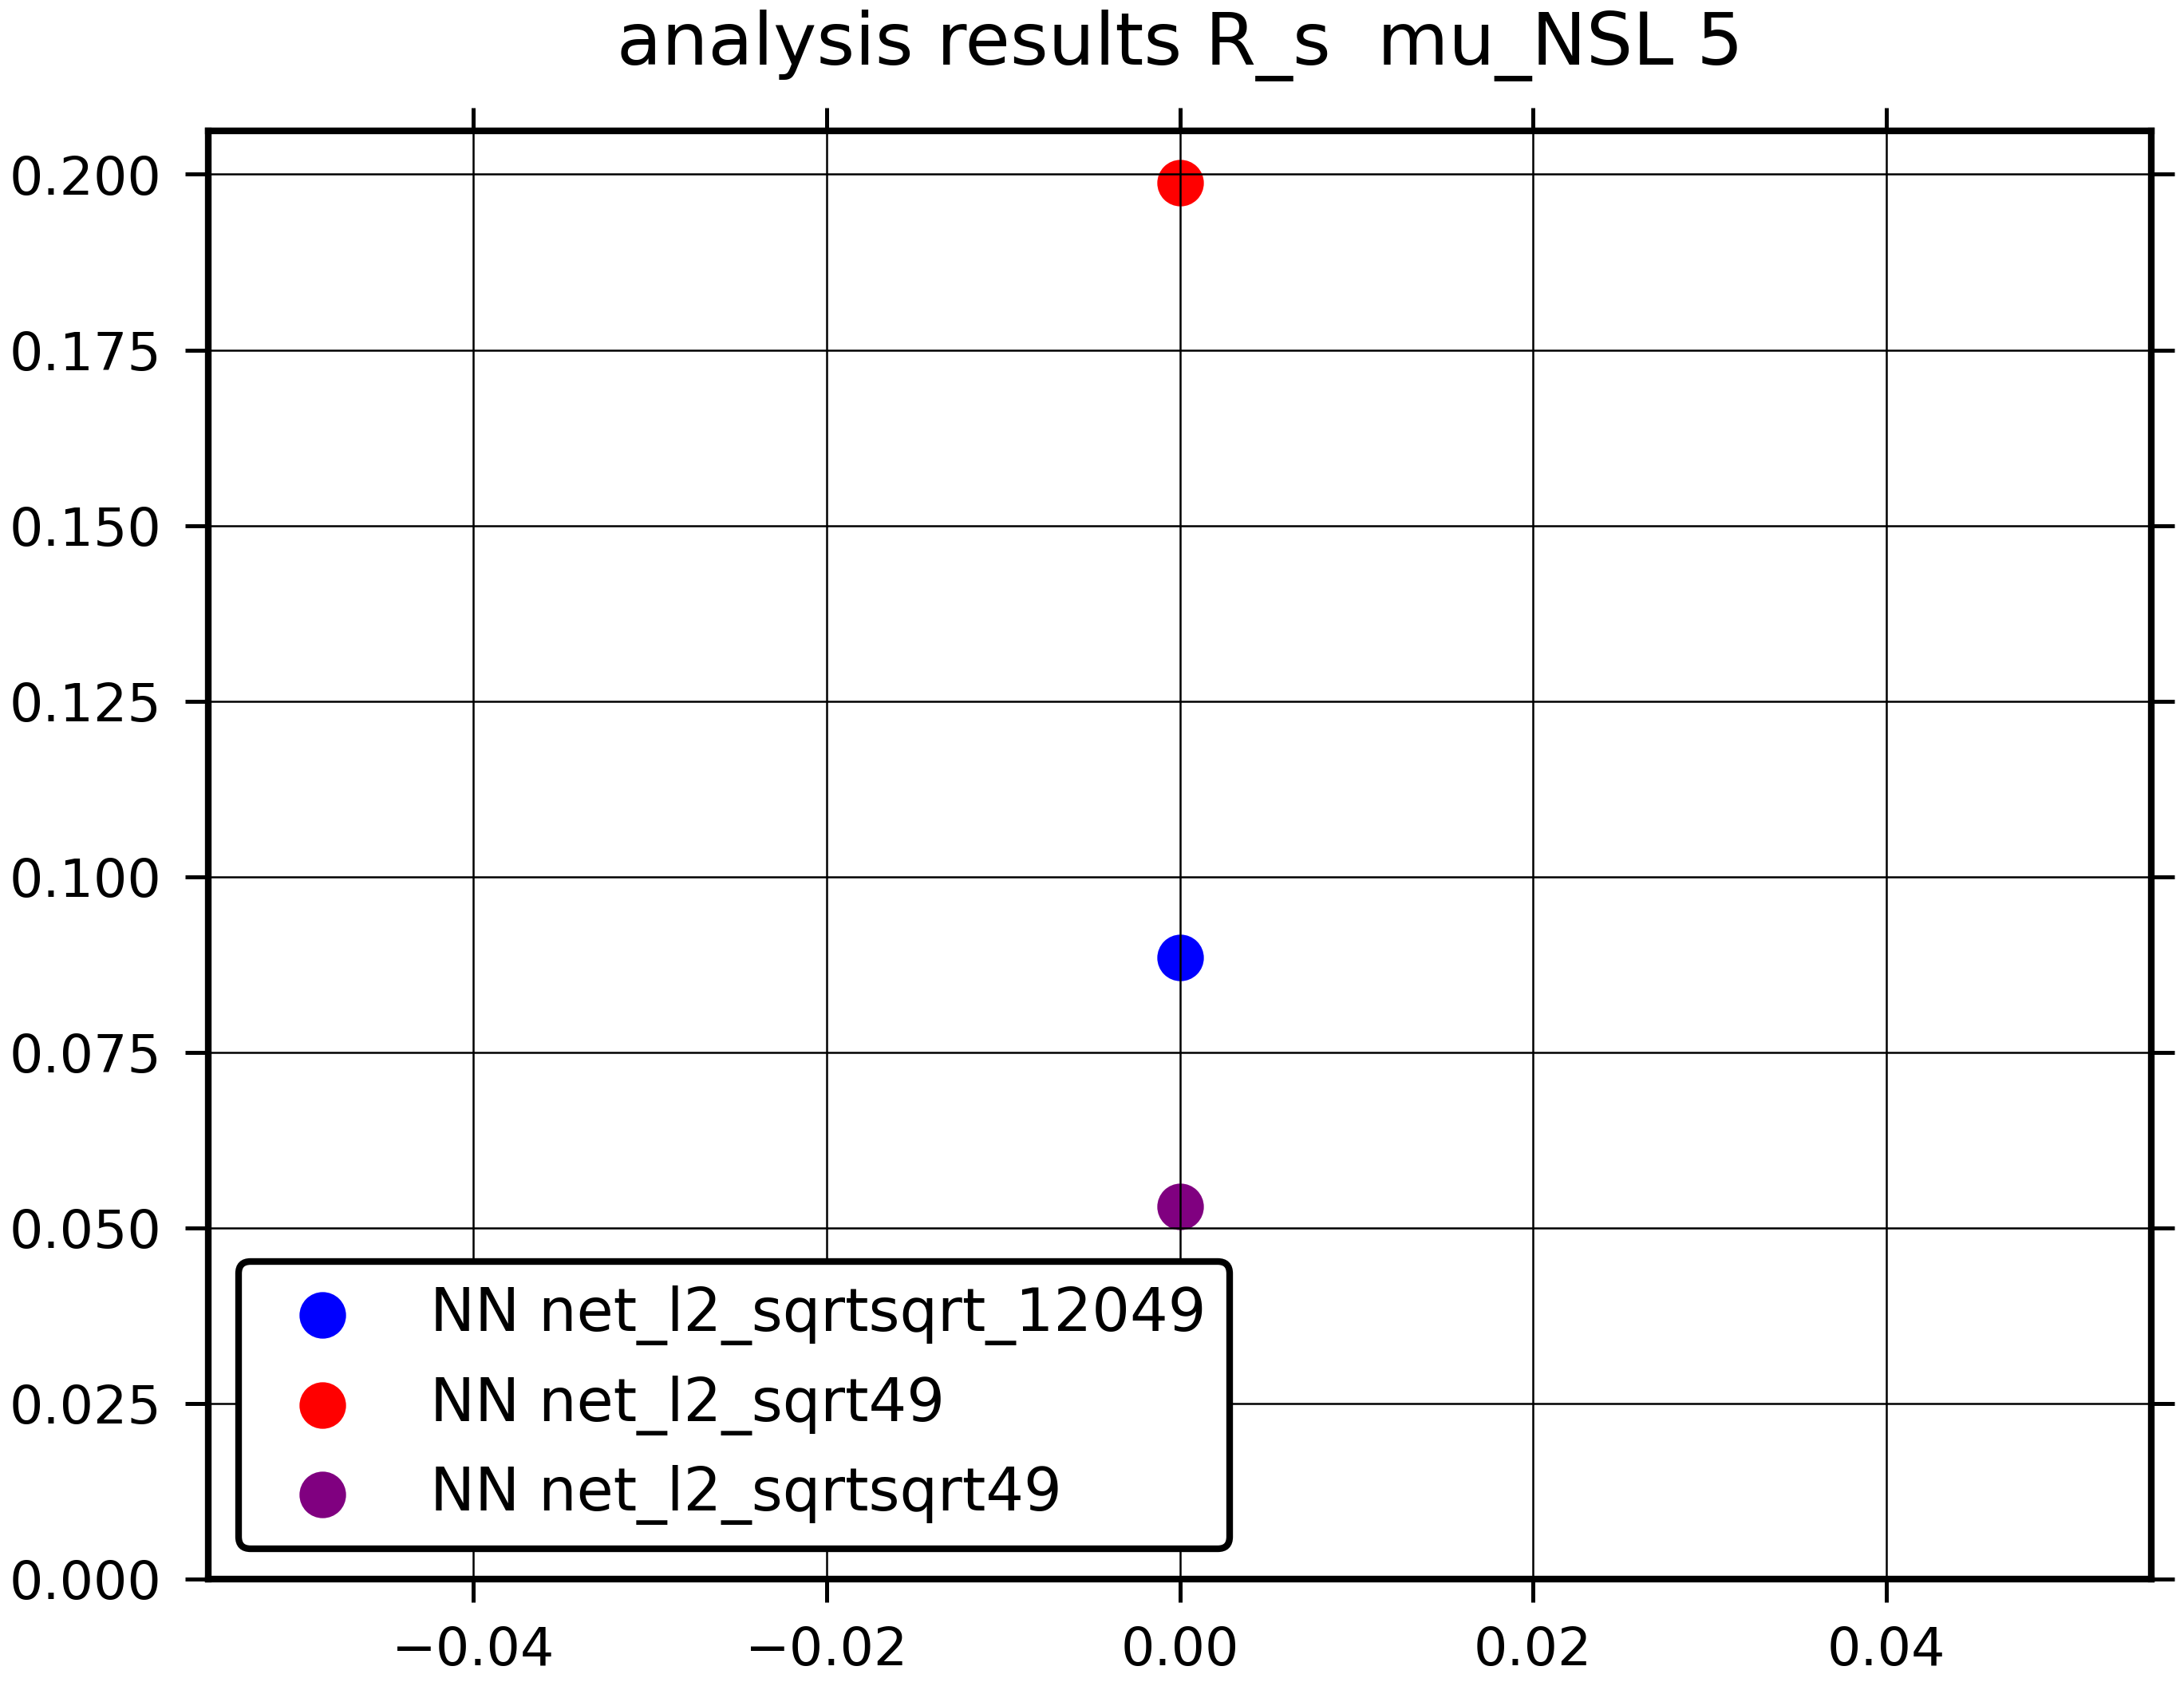 analysis results R_s  mu_NSL 5
0.200
0.175
0.150
0.125
0.100
0.075
0.050
0.025
0.000
NN net_l2_sqrtsqrt_12049
NN net_l2_sqrt49
NN net_l2_sqrtsqrt49
−0.04 −0.02 0.00 0.02 0.04